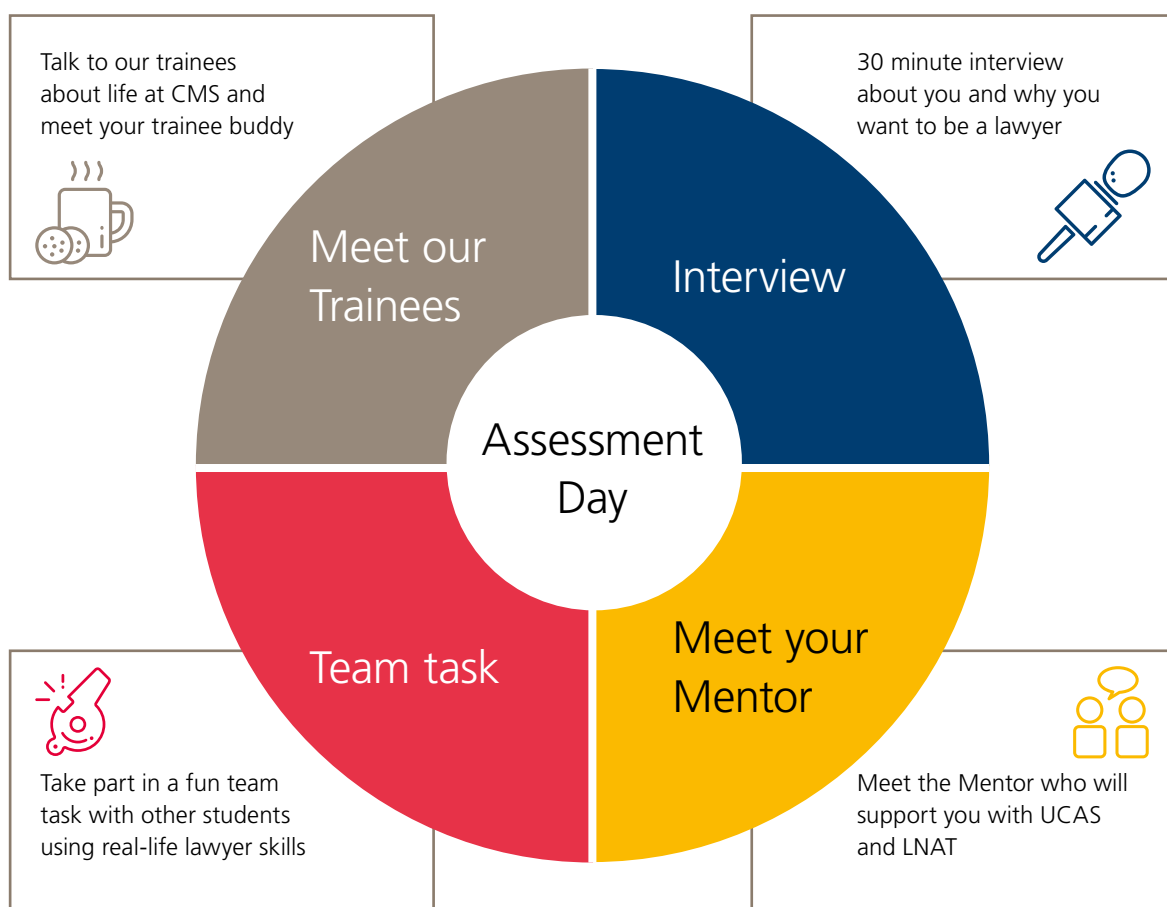 Talk to our trainees
about life at CMS and
meet your trainee buddy
30 minute interview
about you and why you
want to be a lawyer
Meet our
Trainees
Interview
Assessment
Day
Team task
Meet your
Mentor
Take part in a fun team
task with other students
using real-life lawyer skills
Meet the Mentor who will
support you with UCAS
and LNAT